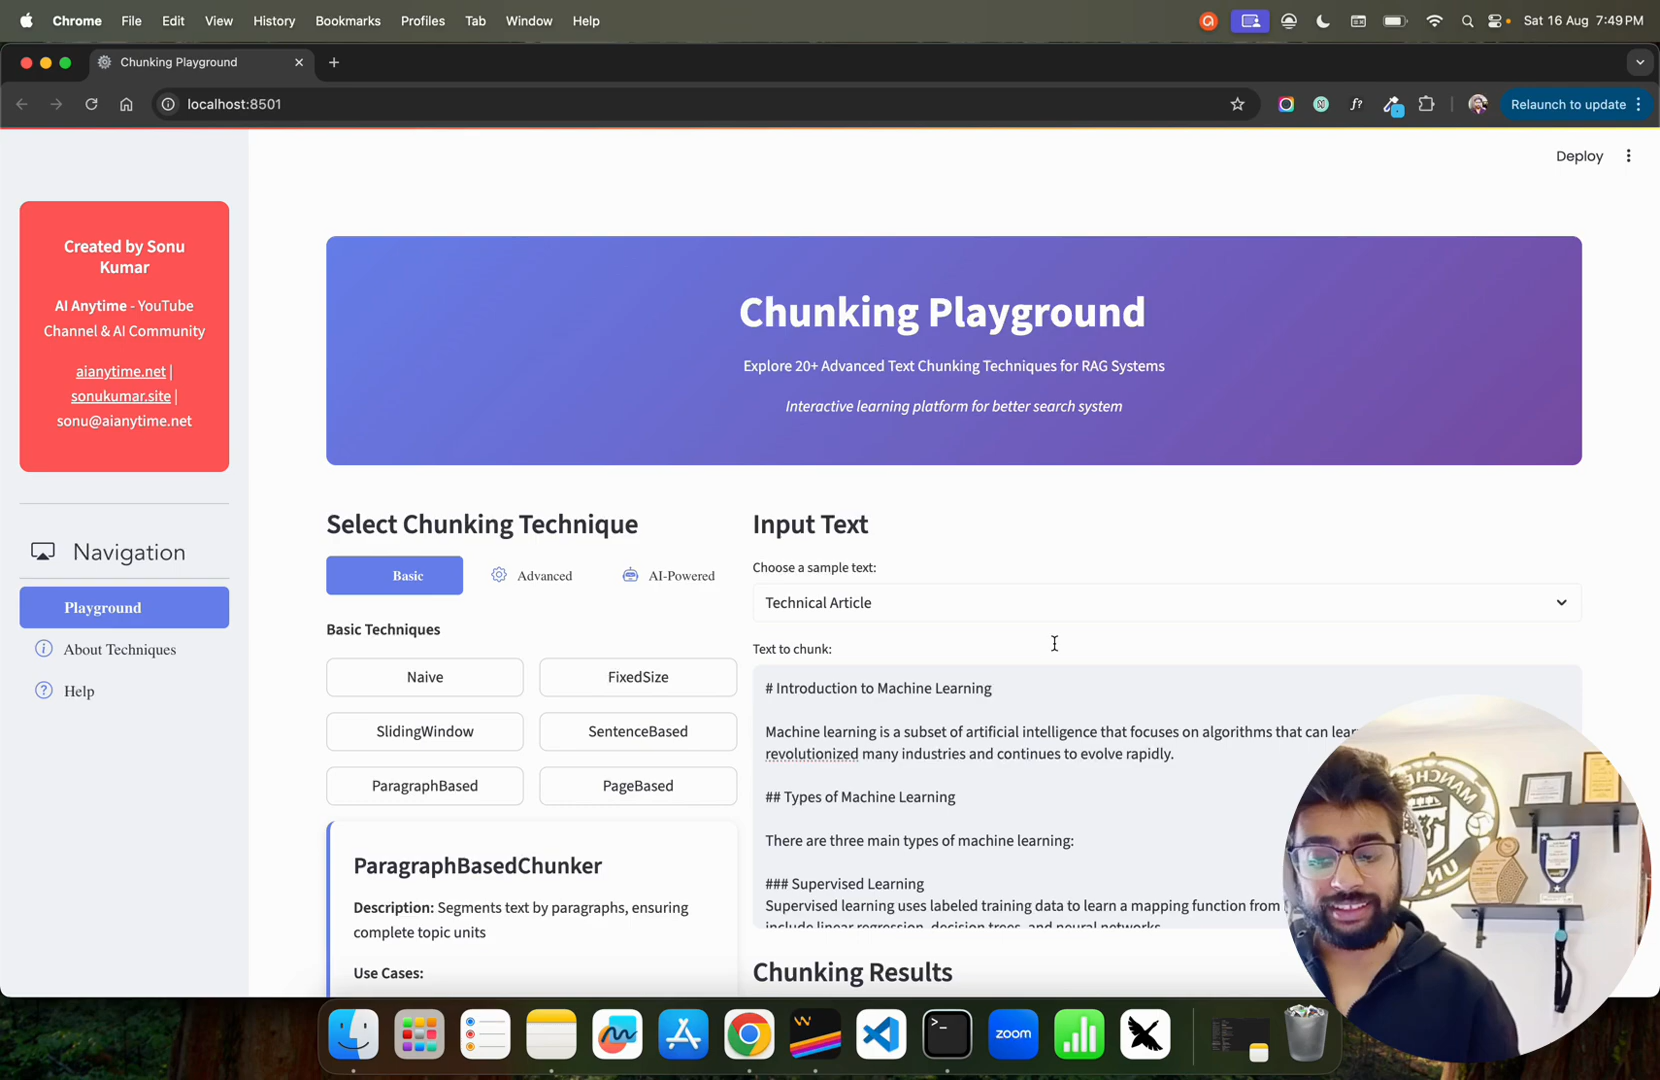 Chrome File Edit View History Bookmarks Profiles Tab Window Help Sat 16 Aug 7:49 PM
Chunking Playground
localhost:8501
Relaunch to update
Deploy
Created by Sonu
Kumar
AI Anytime - YouTube
Channel & AI Community
aianytime.net |
sonukumar.site |
sonu@aianytime.net
Navigation
Playground
About Techniques
Help
Chunking Playground
Explore 20+ Advanced Text Chunking Techniques for RAG Systems
Interactive learning platform for better search system
Select Chunking Technique
Basic Advanced AI-Powered
Basic Techniques
Naive FixedSize
SlidingWindow SentenceBased
ParagraphBased PageBased
ParagraphBasedChunker
Description: Segments text by paragraphs, ensuring
complete topic units
Use Cases:
Input Text
Choose a sample text:
Technical Article
Text to chunk:
# Introduction to Machine Learning
Machine learning is a subset of artificial intelligence that focuses on algorithms that can
revolutionized many industries and continues to evolve rapidly.
## Types of Machine Learning
There are three main types of machine learning:
### Supervised Learning
Supervised learning uses labeled training data to learn a mapping function from
include linear regression, decision trees, and neural networks
Chunking Results
zoom